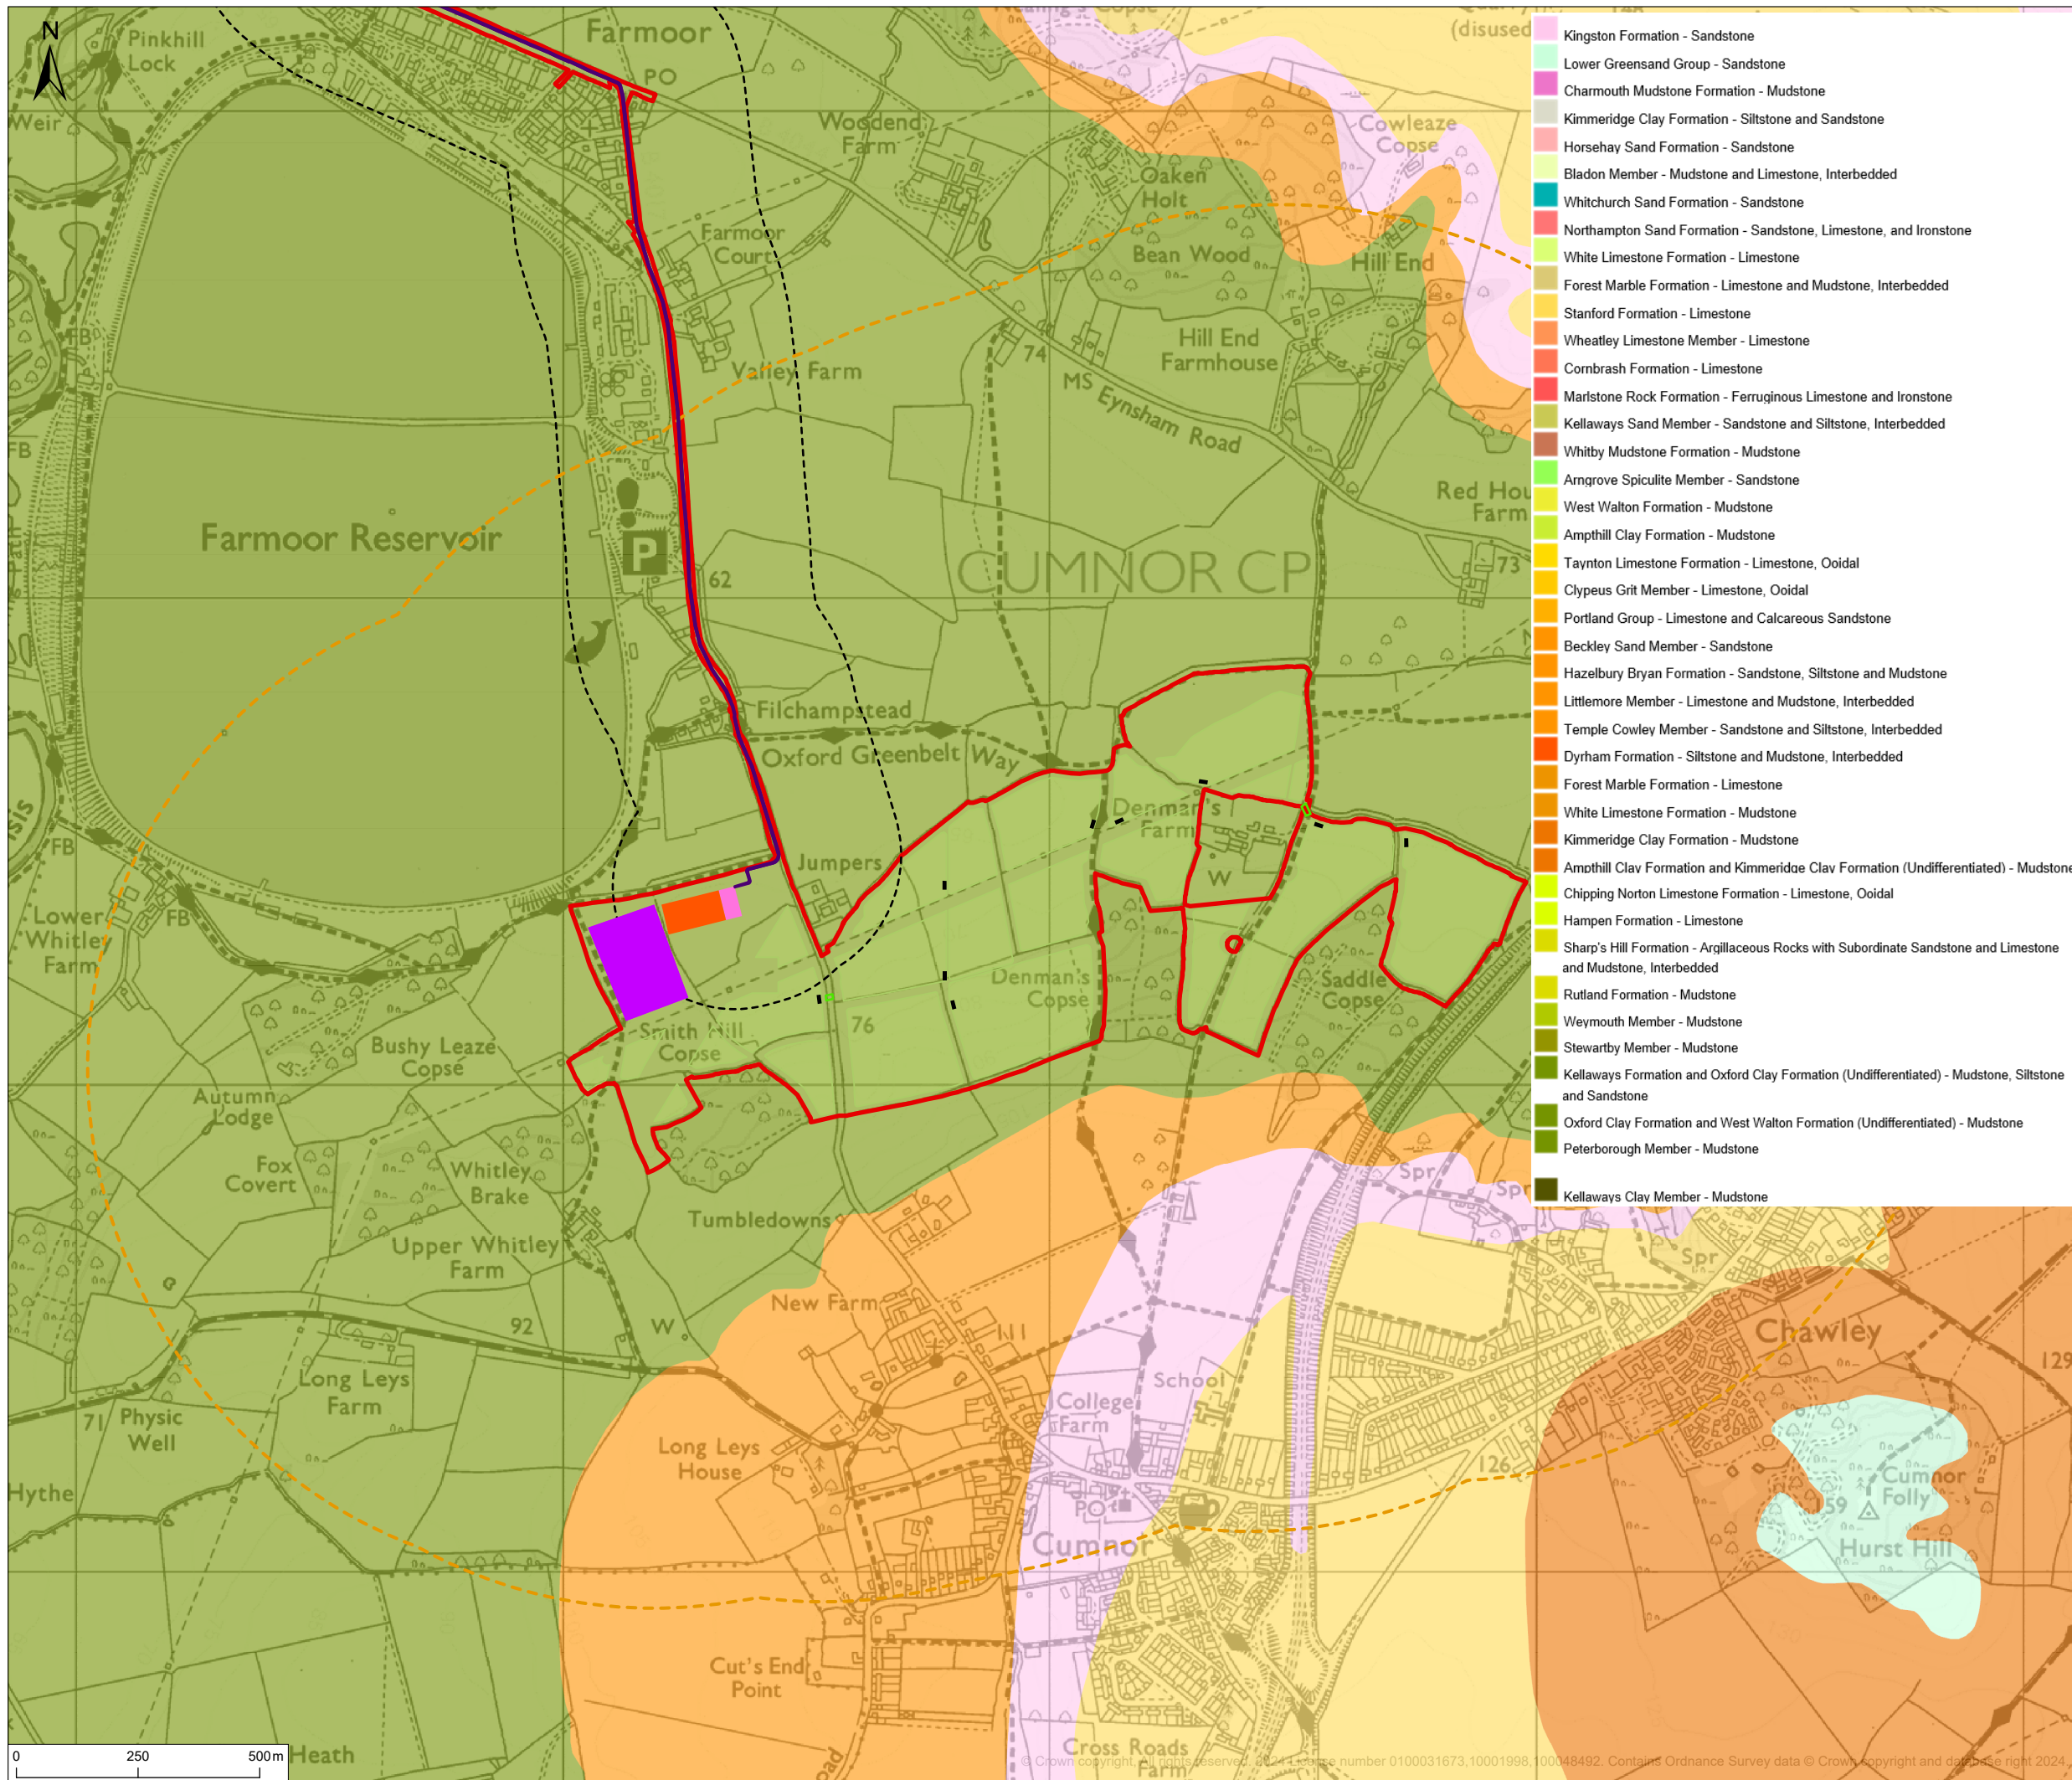 N
Pinkhill
Lock
Weir
Farmoor
PO
Woodend
Farm
(disused
Cowleaze
Copse
Oaken
Holt
Farmoor
Court
Bean Wood
Hill End
FB
Hill End
Farmhouse
74
Valley Farm
MS
Eynsham Road
FB
Red Hou
Farm
Farmoor Reservoir
P
62
CUMNOR CP
73
Filchampstead
Oxford Greenbelt Way
Denman's
Farm
Jumpers
FB
W
Lower
Whitley
Farm
FB
Denman's
Copse
Saddle
Copse
76
Smith Hill
Copse
Bushy Leaze
Copse
Autumn
Lodge
Fox
Covert
Whitley
Brake
Spr
Spr
Tumbledowns
Upper Whitley
Farm
Spr
New Farm
92
W
111
Chawley
129
Long Leys
Farm
School
College
Farm
71
Physic
Well
Long Leys
House
126
Cumnor
Folly
Hythe
PO
159
Cumnor
Hurst Hill
Cut's End
Point
Heath
Cross Roads
Farm
oad
0 250 500m
Kingston Formation - Sandstone
Lower Greensand Group - Sandstone
Charmouth Mudstone Formation - Mudstone
Kimmeridge Clay Formation - Siltstone and Sandstone
Horsehay Sand Formation - Sandstone
Bladon Member - Mudstone and Limestone, Interbedded
Whitchurch Sand Formation - Sandstone
Northampton Sand Formation - Sandstone, Limestone, and Ironstone
White Limestone Formation - Limestone
Forest Marble Formation - Limestone and Mudstone, Interbedded
Stanford Formation - Limestone
Wheatley Limestone Member - Limestone
Cornbrash Formation - Limestone
Marlstone Rock Formation - Ferruginous Limestone and Ironstone
Kellaways Sand Member - Sandstone and Siltstone, Interbedded
Whitby Mudstone Formation - Mudstone
Arngrove Spiculite Member - Sandstone
West Walton Formation - Mudstone
Ampthill Clay Formation - Mudstone
Taynton Limestone Formation - Limestone, Ooidal
Clypeus Grit Member - Limestone, Ooidal
Portland Group - Limestone and Calcareous Sandstone
Beckley Sand Member - Sandstone
Hazelbury Bryan Formation - Sandstone, Siltstone and Mudstone
Littlemore Member - Limestone and Mudstone, Interbedded
Temple Cowley Member - Sandstone and Siltstone, Interbedded
Dyrham Formation - Siltstone and Mudstone, Interbedded
Forest Marble Formation - Limestone
White Limestone Formation - Mudstone
Kimmeridge Clay Formation - Mudstone
Ampthill Clay Formation and Kimmeridge Clay Formation (Undifferentiated) - Mudstone
Chipping Norton Limestone Formation - Limestone, Ooidal
Hampen Formation - Limestone
Sharp's Hill Formation - Argillaceous Rocks with Subordinate Sandstone and Limestone
and Mudstone, Interbedded
Rutland Formation - Mudstone
Weymouth Member - Mudstone
Stewartby Member - Mudstone
Kellaways Formation and Oxford Clay Formation (Undifferentiated) - Mudstone, Siltstone
and Sandstone
Oxford Clay Formation and West Walton Formation (Undifferentiated) - Mudstone
Peterborough Member - Mudstone
Kellaways Clay Member - Mudstone